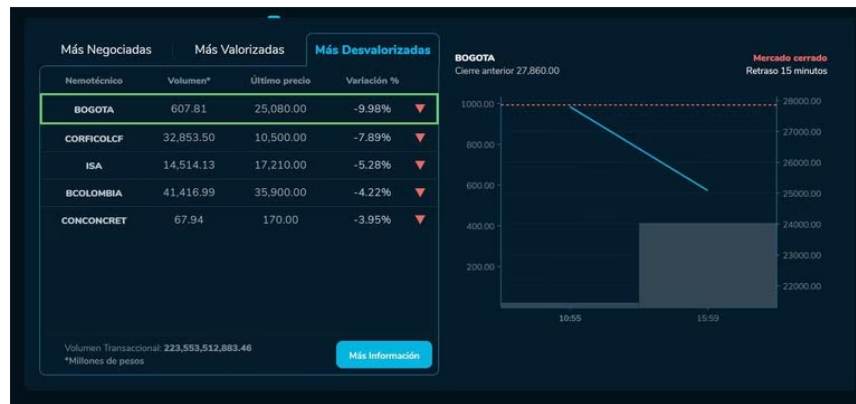 Más Negociadas Más Valorizadas Más Desvalorizadas
Nemotécnico Volumen* Último precio Variación %
BOGOTA 607.81 25,080.00 -9.98%
CORFICOLCF 32,853.50 10,500.00 -7.89%
ISA 14,514.13 17,210.00 -5.28%
BCOLOMBIA 41,416.99 35,900.00 -4.22%
CONCONCRET 67.94 170.00 -3.95%
Volumen Transaccional: 223,553,512,883.46
*Millones de pesos
Más Información
BOGOTA Mercado cerrado
Cierre anterior 27,860.00 Retraso 15 minutos
1000.00 28000.00
27000.00
800.00
26000.00
600.00
25000.00
400.00 24000.00
23000.00
200.00
22000.00
10:55 15:59